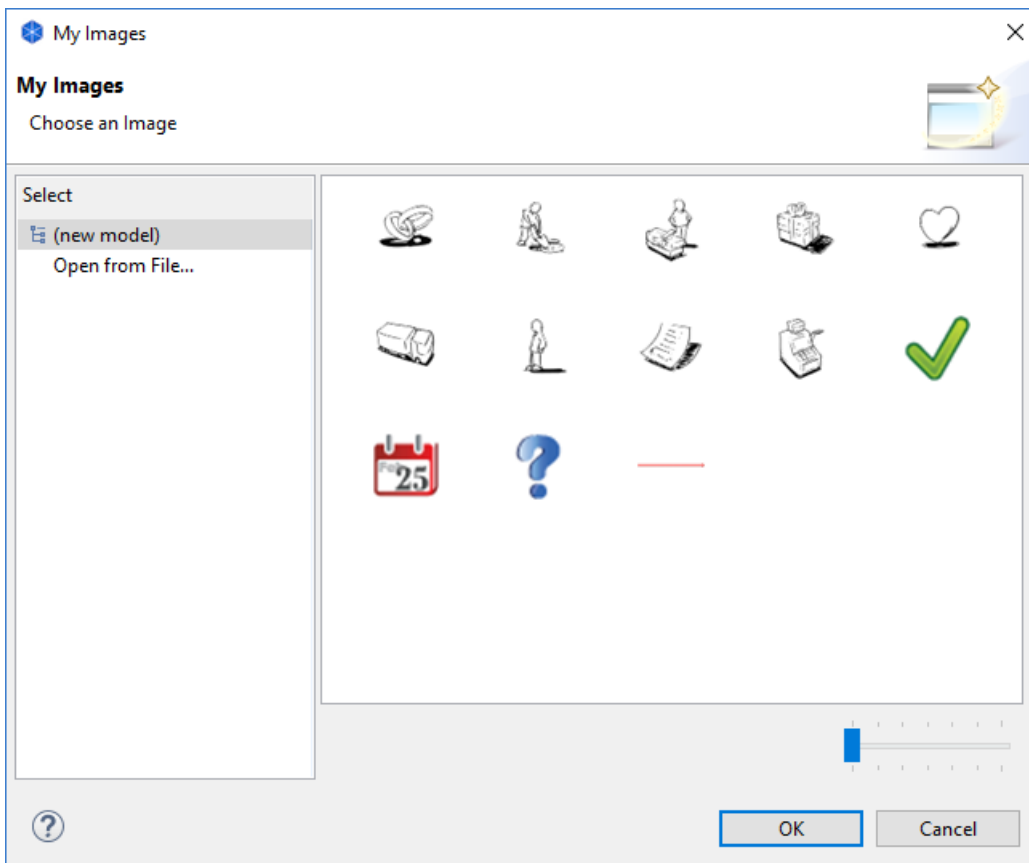 My Images
My Images
Choose an Image
Select
(new model)
Open from File...
Feb
25
OK
Cancel